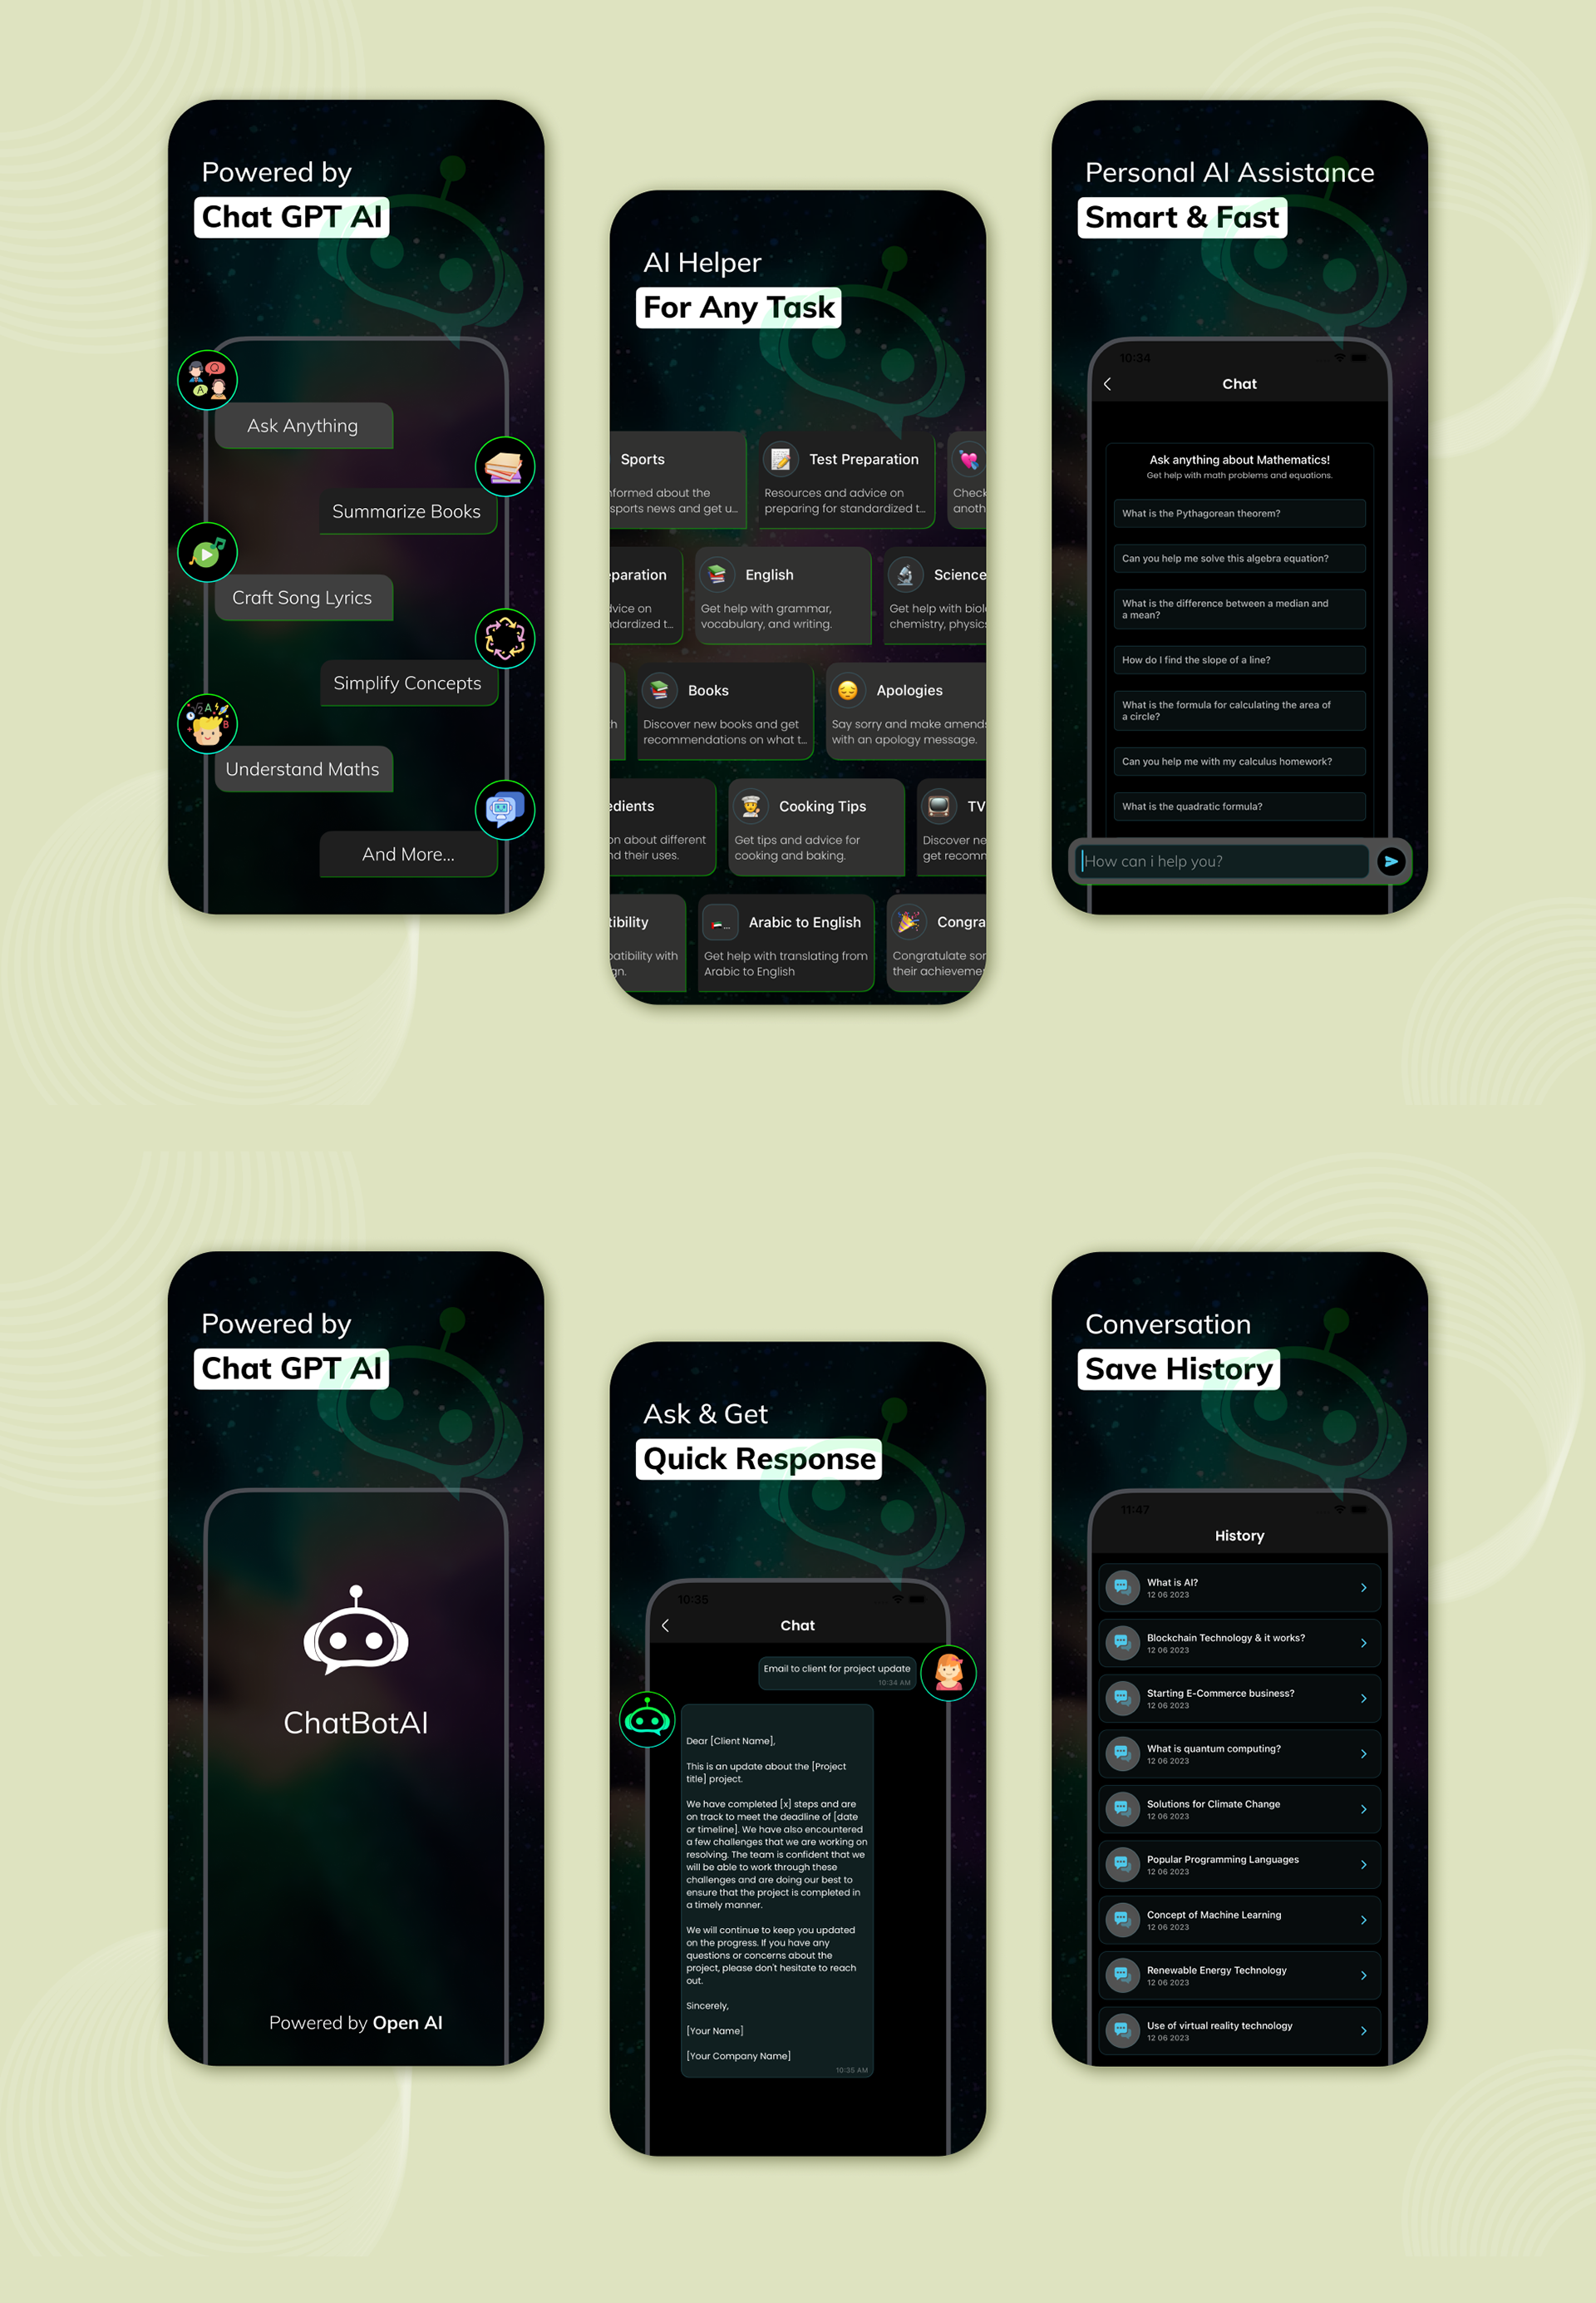 Powered by
Chat GPT AI
Ask Anything
Summarize Books
Craft Song Lyrics
Simplify Concepts
Understand Maths
And More...
AI Helper
For Any Task
Sports
nformed about the
sports news and get u...
Test Preparation
Resources and advice on
preparing for standardized t...
Check
anoth
paration
dvice on
ndardized t...
English
Get help with grammar,
vocabulary, and writing.
Science
Get help with biol
chemistry, physics
h
Books
Discover new books and get
recommendations on what t...
Apologies
Say sorry and make amends
with an apology message.
edients
on about different
nd their uses.
Cooking Tips
Get tips and advice for
cooking and baking.
TV
Discover ne
get recomm
tibility
patibility with
gn.
Arabic to English
Get help with translating from
Arabic to English
Congra
Congratulate sor
their achieveme
Personal AI Assistance
Smart & Fast
10:34
Chat
Ask anything about Mathematics!
Get help with math problems and equations.
What is the Pythagorean theorem?
Can you help me solve this algebra equation?
What is the difference between a median and
a mean?
How do I find the slope of a line?
What is the formula for calculating the area of
a circle?
Can you help me with my calculus homework?
What is the quadratic formula?
How can i help you?
Powered by
Chat GPT AI
ChatBotAI
Powered by Open AI
Ask & Get
Quick Response
10:35
Chat
Email to client for project update
10:34 AM
Dear [Client Name],
This is an update about the [Project
title] project.
We have completed [x] steps and are
on track to meet the deadline of [date
or timeline]. We have also encountered
a few challenges that we are working on
resolving. The team is confident that we
will be able to work through these
challenges and are doing our best to
ensure that the project is completed in
a timely manner.
We will continue to keep you updated
on the progress. If you have any
questions or concerns about the
project, please don't hesitate to reach
out.
Sincerely,
[Your Name]
[Your Company Name]
10:35 AM
Conversation
Save History
11:47
History
What is AI?
12 06 2023
Blockchain Technology & it works?
12 06 2023
Starting E-Commerce business?
12 06 2023
What is quantum computing?
12 06 2023
Solutions for Climate Change
12 06 2023
Popular Programming Languages
12 06 2023
Concept of Machine Learning
12 06 2023
Renewable Energy Technology
12 06 2023
Use of virtual reality technology
12 06 2023